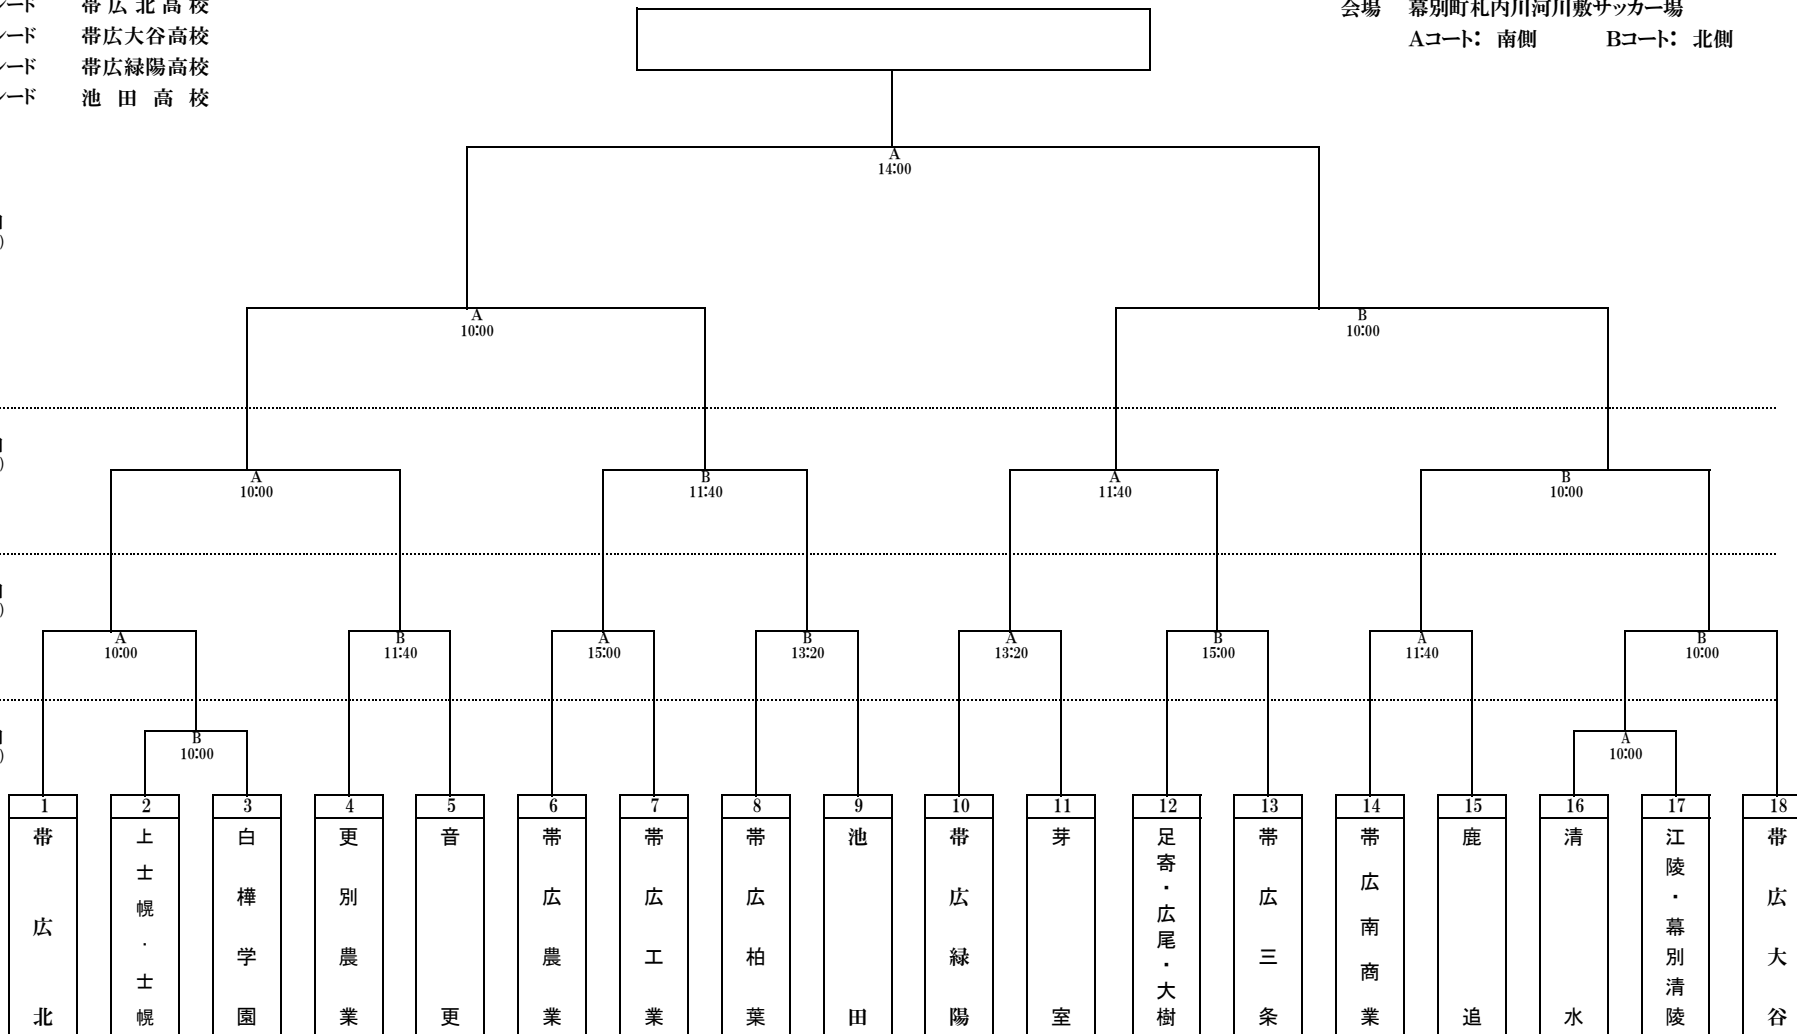 ード 帯広北高校
会場 幕別町札内川河川敷サッカー場
ード 帯広大谷高校
Aコート： 南側 Bコート： 北側
ード 帯広緑陽高校
ード 池田高校
A
14:00
A
10:00
B
10:00
A
10:00
B
11:40
A
11:40
B
10:00
A
10:00
B
11:40
A
15:00
B
13:20
A
13:20
B
15:00
A
11:40
B
10:00
B
10:00
A
10:00
1
帯広北
2
上士幌・士幌
3
白樺学園
4
更別農業
5
音更
6
帯広農業
7
帯広工業
8
帯広柏葉
9
池田
10
帯広緑陽
11
芽室
12
足寄・広尾・大樹
13
帯広三条
14
帯広南商業
15
鹿追
16
清水
17
江陵・幕別清陵
18
帯広大谷